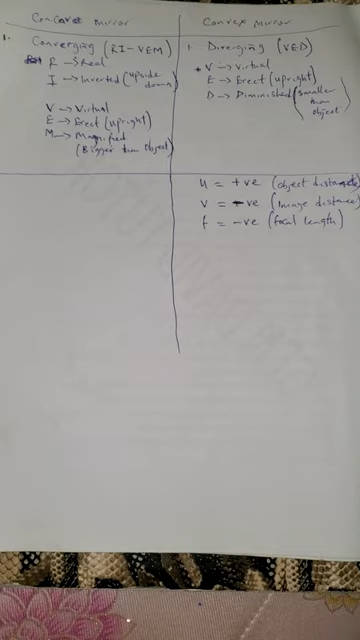 Concave mirror
1. Converging (RI-VEM)
R → Real
I → Inverted (upside down)
V → Virtual
E → Erect (upright)
M → Magnified
(Bigger than object)
Convex mirror
1. Diverging (VED)
V → Virtual
E → Erect (upright)
D → Diminished (smaller than object)
u = +ve (object distance)
v = -ve (Image distance)
f = -ve (focal length)